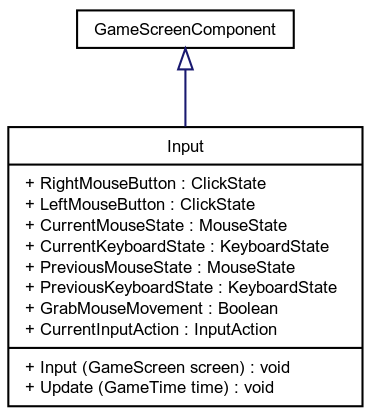 GameScreenComponent
Input
+ RightMouseButton : ClickState
+ LeftMouseButton : ClickState
+ CurrentMouseState : MouseState
+ CurrentKeyboardState : KeyboardState
+ PreviousMouseState : MouseState
+ PreviousKeyboardState : KeyboardState
+ GrabMouseMovement : Boolean
+ CurrentInputAction : InputAction
+ Input (GameScreen screen) : void
+ Update (GameTime time) : void